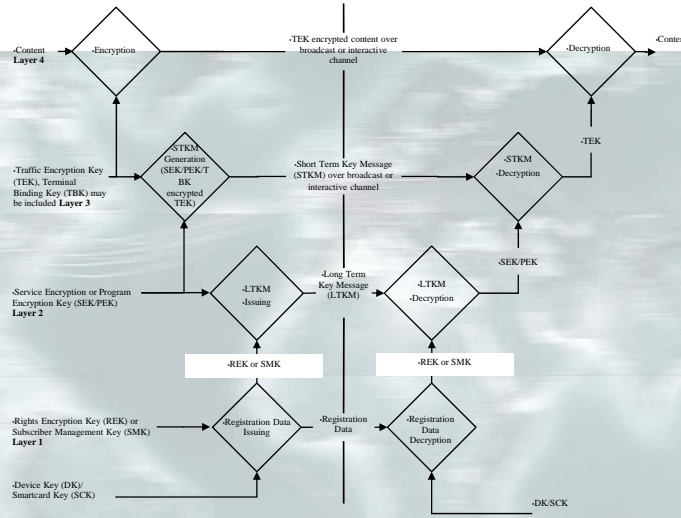 ·Content
Layer 4
·Encryption
·TEK encrypted content over
broadcast or interactive
channel
·Decryption
·Content
·Traffic Encryption Key
(TEK), Terminal
Binding Key (TBK) may
be included Layer 3
·STKM
Generation
(SEK/PEK/T
BK
encrypted
TEK)
·Short Term Key Message
(STKM) over broadcast or
interactive channel
·STKM
·Decryption
·TEK
·Service Encryption or Program
Encryption Key (SEK/PEK)
Layer 2
·LTKM
·Issuing
·Long Term
Key Message
(LTKM)
·LTKM
·Decryption
·SEK/PEK
·REK or SMK
·REK or SMK
·Rights Encryption Key (REK) or
Subscriber Management Key (SMK)
Layer 1
·Registration Data
Issuing
·Registration
Data
·Registration
Data
Decryption
·Device Key (DK)/
Smartcard Key (SCK)
·DK/SCK